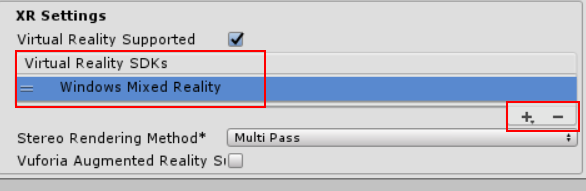 XR Settings
Virtual Reality Supported
Virtual Reality SDKs
Windows Mixed Reality
+ −
Stereo Rendering Method* Multi Pass
Vuforia Augmented Reality